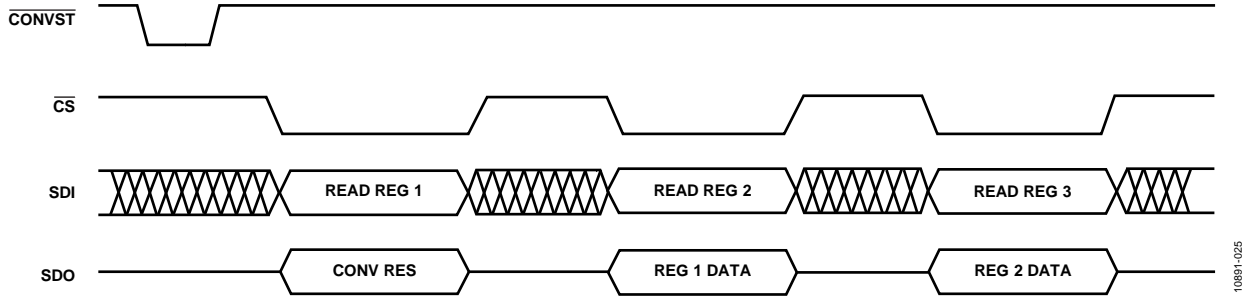 CONVST
CS
SDI
READ REG 1
READ REG 2
READ REG 3
SDO
CONV RES
REG 1 DATA
REG 2 DATA
10891-025